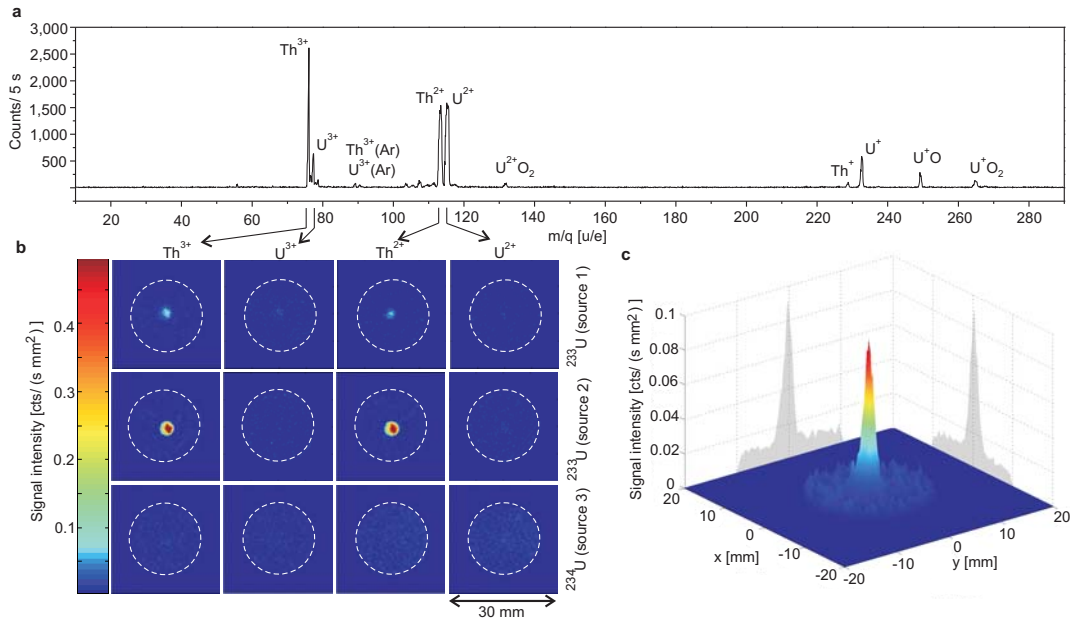 a
3,000
2,500
2,000
1,500
1,000
500
0
Counts/ 5 s
Th³⁺
U³⁺
Th³⁺(Ar)
U³⁺(Ar)
Th²⁺
U²⁺
U²⁺O₂
Th⁺
U⁺
U⁺O
U⁺O₂
20 40 60 80 100 120 140 160 180 200 220 240 260 280
m/q [u/e]
b
Th³⁺ U³⁺ Th²⁺ U²⁺
Signal intensity [cts/ (s mm²) ]
0.4
0.3
0.2
0.1
²³³U (source 1)
²³³U (source 2)
²³⁴U (source 3)
30 mm
c
Signal intensity [cts/ (s mm²) ]
0.1
0.08
0.06
0.04
0.02
0
20
10
0
-10
-20
x [mm]
-20
-10
0
10
20
y [mm]